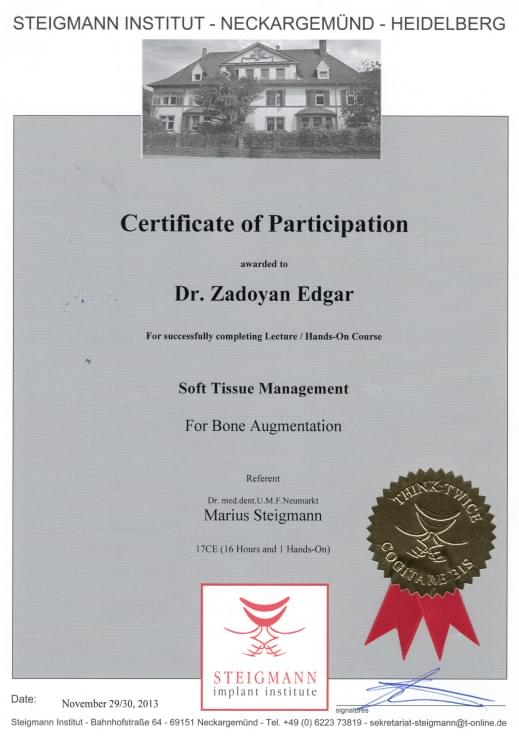 STEIGMANN INSTITUT - NECKARGEMÜND - HEIDELBERG
Certificate of Participation
awarded to
Dr. Zadoyan Edgar
For successfully completing Lecture / Hands-On Course
Soft Tissue Management
For Bone Augmentation
Referent
Dr. med.dent.U.M.F.Neumarkt
Marius Steigmann
17CE (16 Hours and 1 Hands-On)
THINK-TWICE
COGITARE BIS
STEIGMANN
implant institute
Date:
November 29/30, 2013
signatures
Steigmann Institut - Bahnhofstraße 64 - 69151 Neckargemünd - Tel. +49 (0) 6223 73819 - sekretariat-steigmann@t-online.de